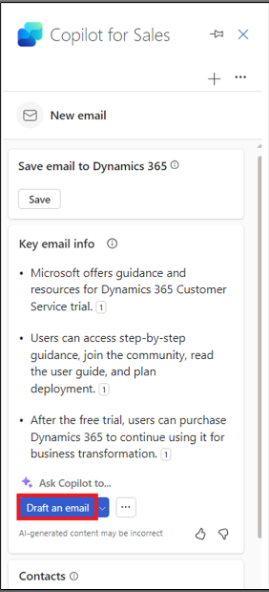 Copilot for Sales
New email
Save email to Dynamics 365
Save
Key email info
• Microsoft offers guidance and
resources for Dynamics 365 Customer
Service trial. 1
• Users can access step-by-step
guidance, join the community, read
the user guide, and plan
deployment. 1
• After the free trial, users can purchase
Dynamics 365 to continue using it for
business transformation. 1
Ask Copilot to...
Draft an email
AI-generated content may be incorrect
Contacts